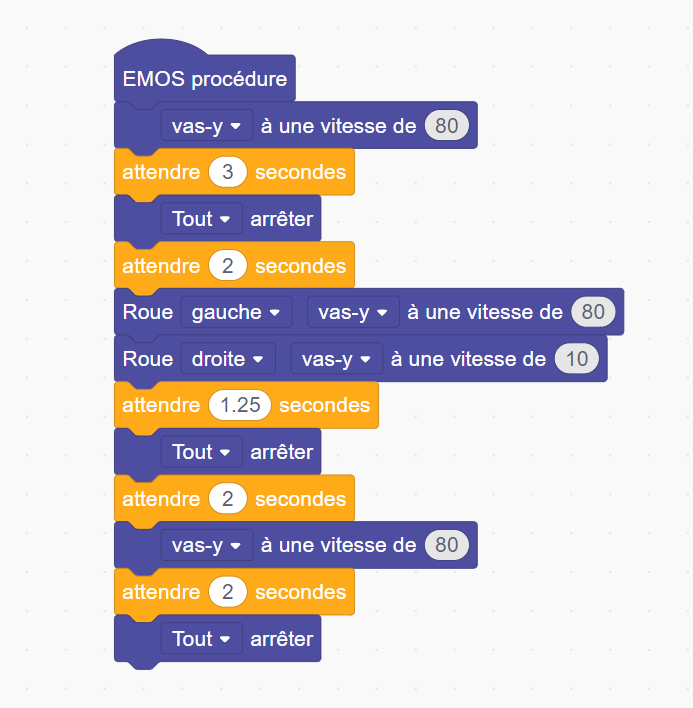 EMOS procédure
vas-y à une vitesse de 80
attendre 3 secondes
Tout arrêter
attendre 2 secondes
Roue gauche vas-y à une vitesse de 80
Roue droite vas-y à une vitesse de 10
attendre 1.25 secondes
Tout arrêter
attendre 2 secondes
vas-y à une vitesse de 80
attendre 2 secondes
Tout arrêter